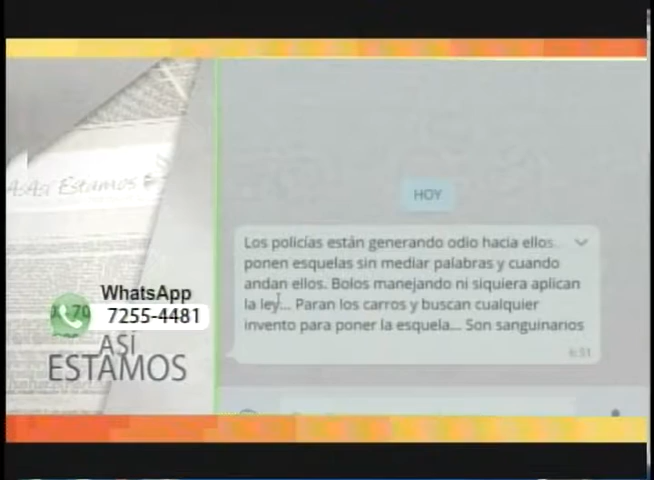 Así Estamos
WhatsApp
7255-4481
ASÍ
ESTAMOS
HOY
Los policías están generando odio hacia ellos
ponen esquelas sin mediar palabras y cuando
andan ellos. Bolos manejando ni siquiera aplican
la ley... Paran los carros y buscan cualquier
invento para poner la esquela... Son sanguinarios
6:51